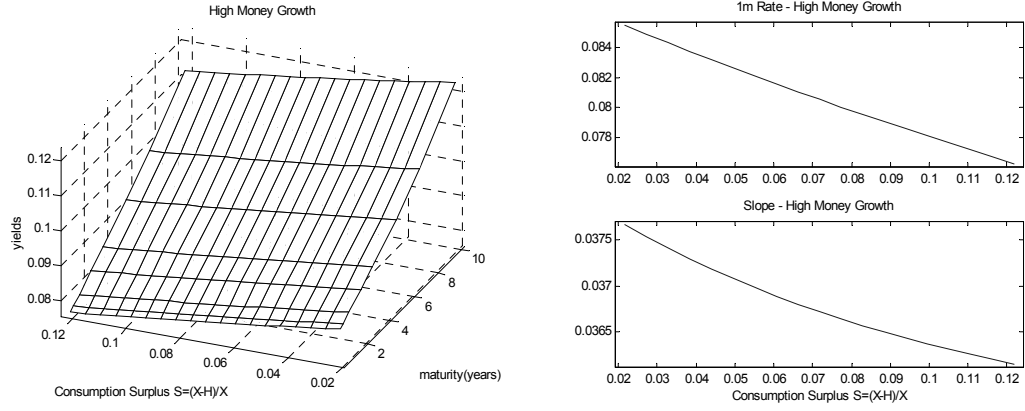 High Money Growth
0.12
0.11
0.1
0.09
0.08
yields
0.12
0.1
0.08
0.06
0.04
0.02
Consumption Surplus S=(X-H)/X
2
4
6
8
10
maturity(years)
1m Rate - High Money Growth
0.084
0.082
0.08
0.078
0.02 0.03 0.04 0.05 0.06 0.07 0.08 0.09 0.1 0.11 0.12
Slope - High Money Growth
0.0375
0.037
0.0365
0.02 0.03 0.04 0.05 0.06 0.07 0.08 0.09 0.1 0.11 0.12
Consumption Surplus S=(X-H)/X